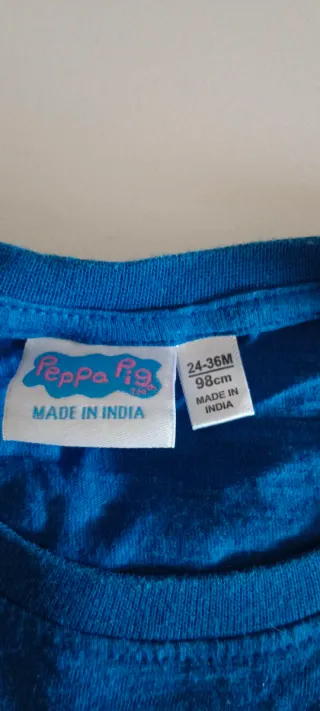 Peppa Pig
TM
MADE IN INDIA
24-36M
98cm
MADE IN
INDIA